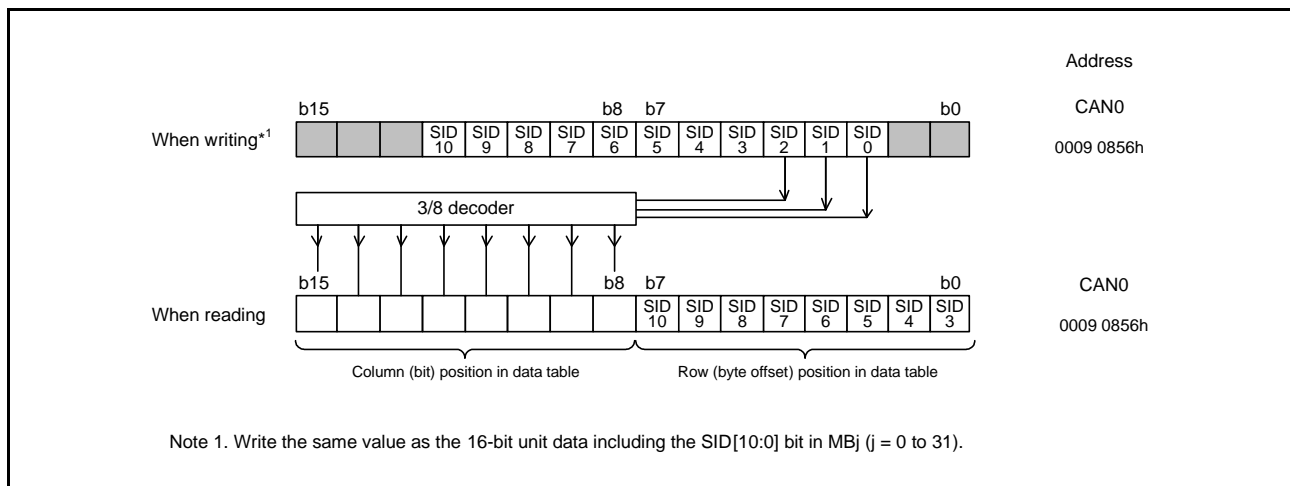 Address
b15 b8 b7 b0 CAN0
When writing*1 SID 10 SID 9 SID 8 SID 7 SID 6 SID 5 SID 4 SID 3 SID 2 SID 1 SID 0 0009 0856h
3/8 decoder
b15 b8 b7 b0 CAN0
When reading SID 10 SID 9 SID 8 SID 7 SID 6 SID 5 SID 4 SID 3 0009 0856h
Column (bit) position in data table Row (byte offset) position in data table
Note 1. Write the same value as the 16-bit unit data including the SID[10:0] bit in MBj (j = 0 to 31).